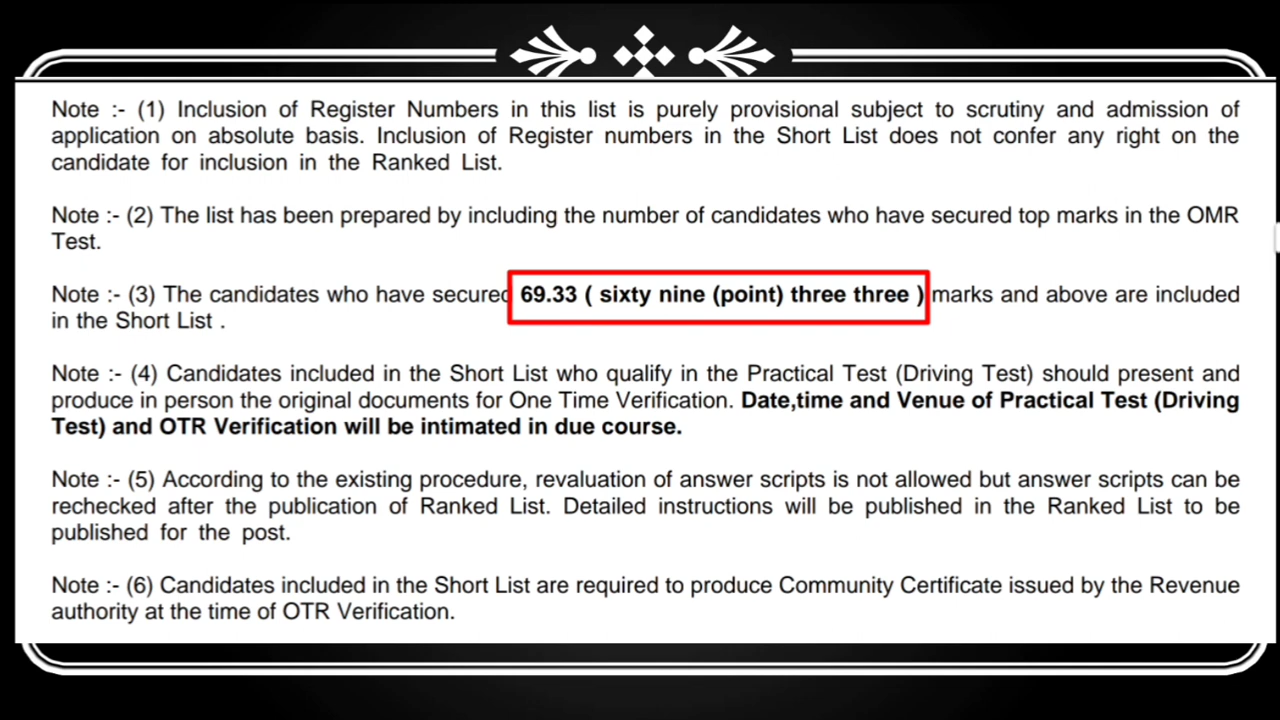 Note :- (1) Inclusion of Register Numbers in this list is purely provisional subject to scrutiny and admission of
application on absolute basis. Inclusion of Register numbers in the Short List does not confer any right on the
candidate for inclusion in the Ranked List.
Note :- (2) The list has been prepared by including the number of candidates who have secured top marks in the OMR
Test.
Note :- (3) The candidates who have secured 69.33 ( sixty nine (point) three three ) marks and above are included
in the Short List .
Note :- (4) Candidates included in the Short List who qualify in the Practical Test (Driving Test) should present and
produce in person the original documents for One Time Verification. Date,time and Venue of Practical Test (Driving
Test) and OTR Verification will be intimated in due course.
Note :- (5) According to the existing procedure, revaluation of answer scripts is not allowed but answer scripts can be
rechecked after the publication of Ranked List. Detailed instructions will be published in the Ranked List to be
published for the post.
Note :- (6) Candidates included in the Short List are required to produce Community Certificate issued by the Revenue
authority at the time of OTR Verification.